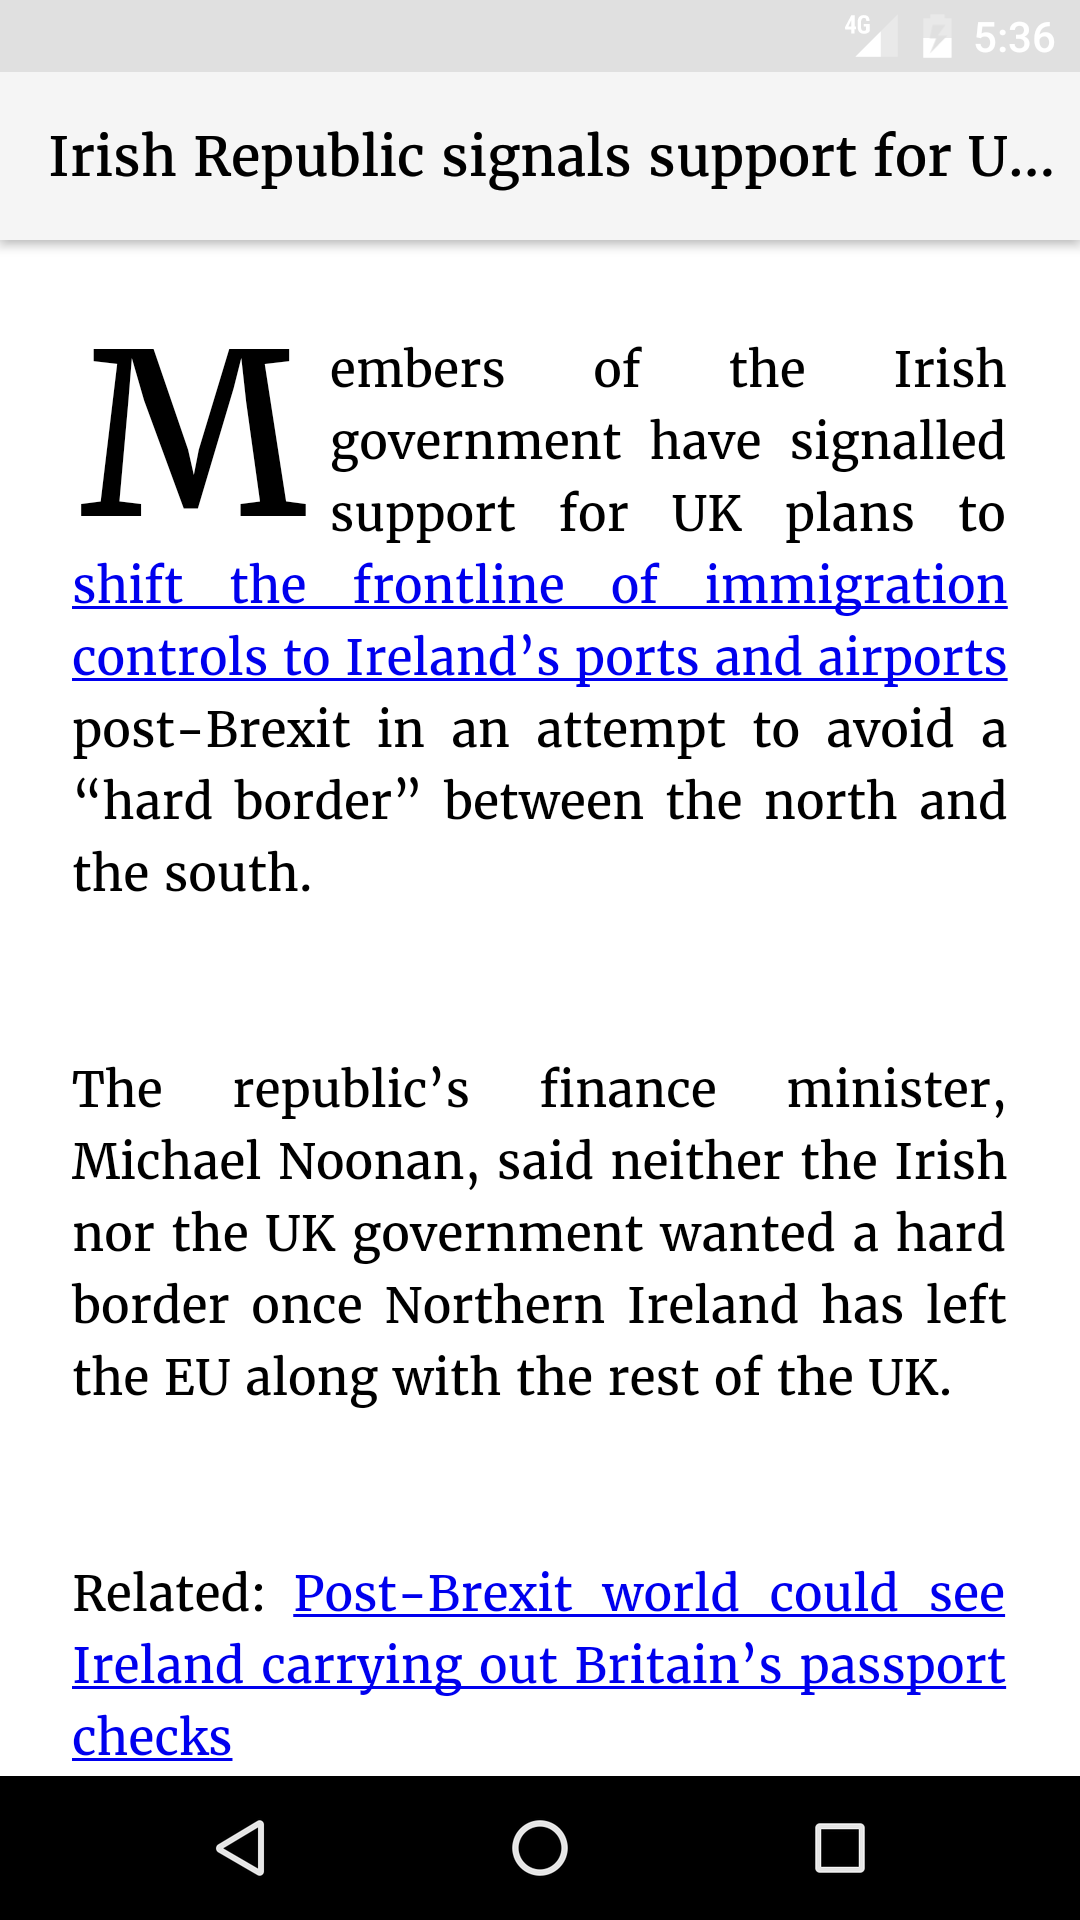 4G 5:36
Irish Republic signals support for U...
Members of the Irish
government have signalled
support for UK plans to
shift the frontline of immigration
controls to Ireland’s ports and airports
post-Brexit in an attempt to avoid a
“hard border” between the north and
the south.
The republic’s finance minister,
Michael Noonan, said neither the Irish
nor the UK government wanted a hard
border once Northern Ireland has left
the EU along with the rest of the UK.
Related: Post-Brexit world could see
Ireland carrying out Britain’s passport
checks